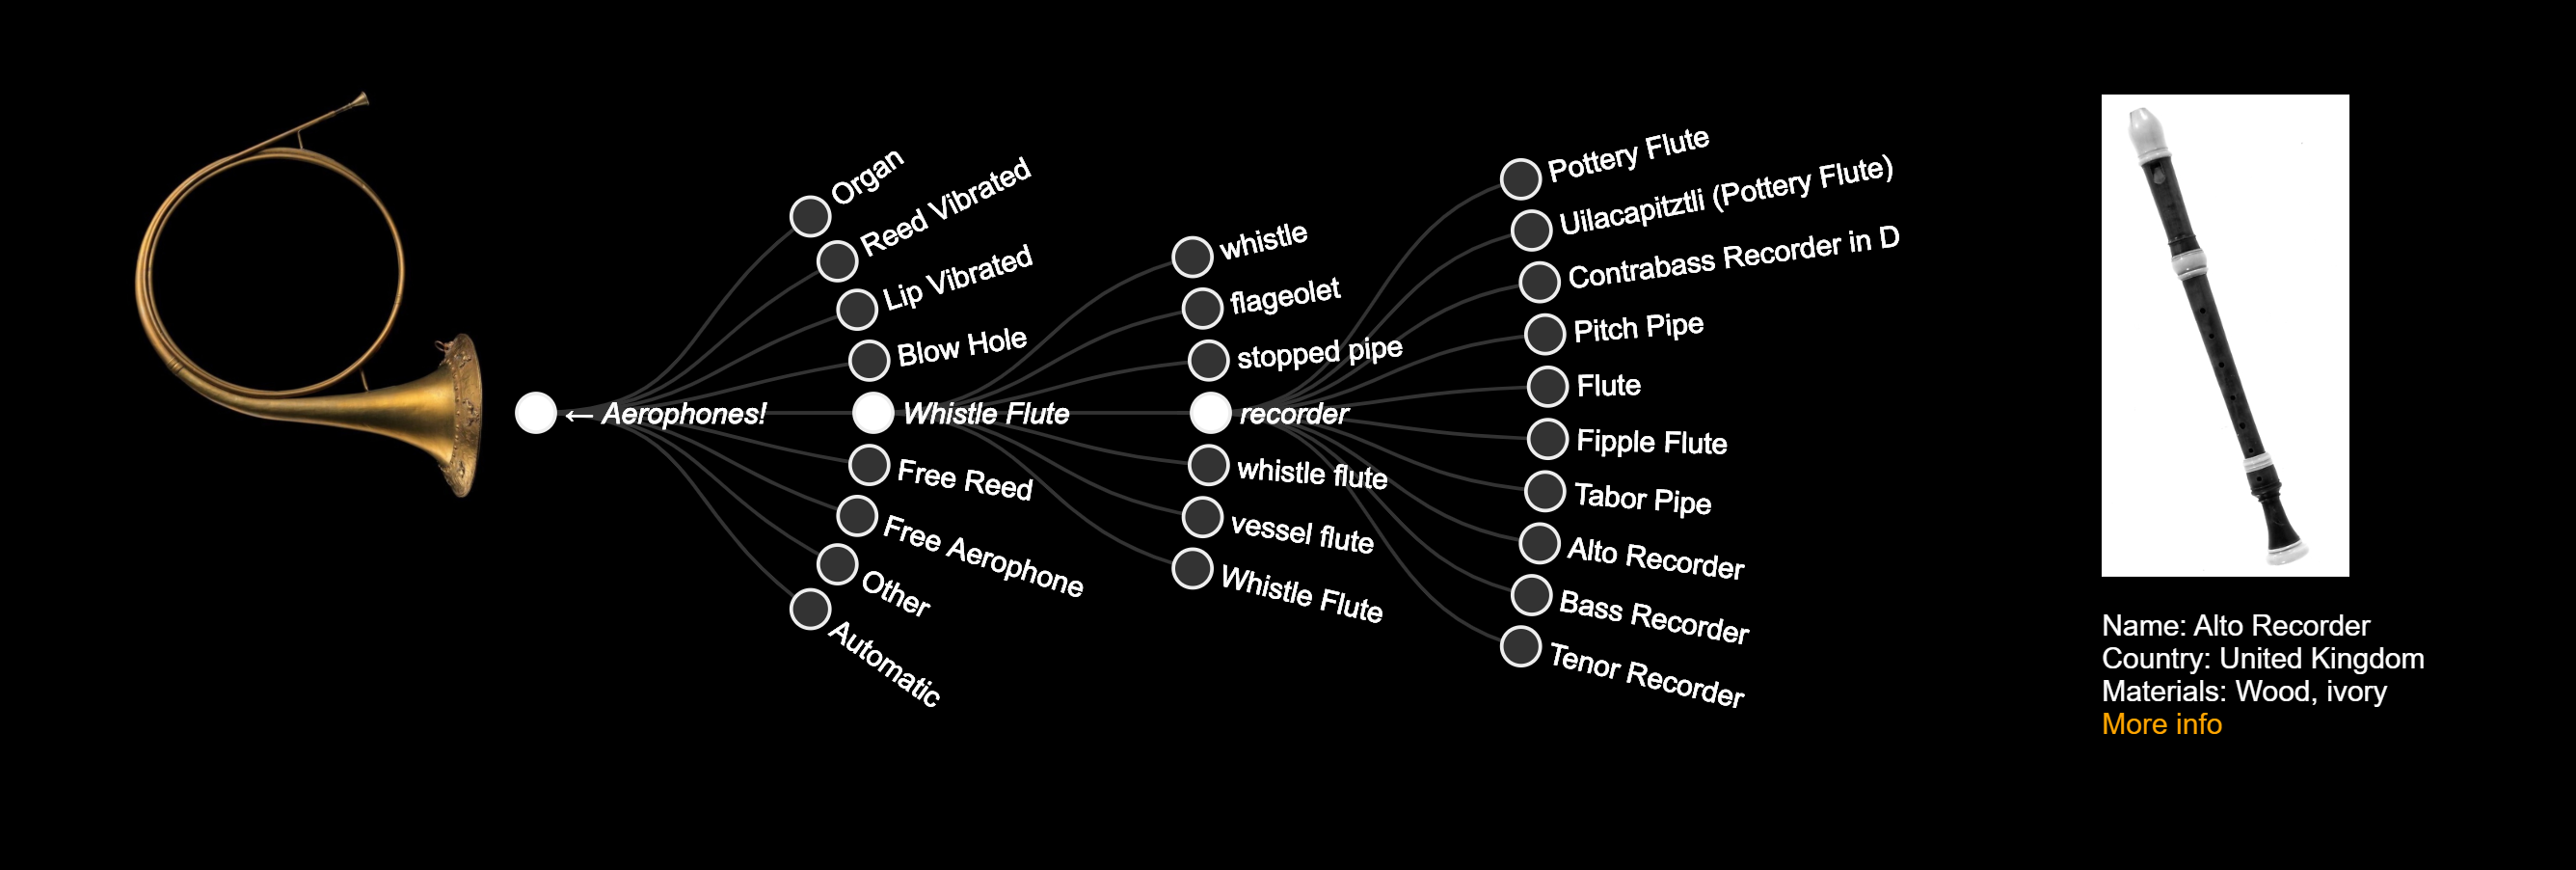 ← Aerophones!
Organ
Reed Vibrated
Lip Vibrated
Blow Hole
Whistle Flute
Free Reed
Free Aerophone
Other
Automatic
whistle
flageolet
stopped pipe
recorder
whistle flute
vessel flute
Whistle Flute
Pottery Flute
Uilacapitztli (Pottery Flute)
Contrabass Recorder in D
Pitch Pipe
Flute
Fipple Flute
Tabor Pipe
Alto Recorder
Bass Recorder
Tenor Recorder
Name: Alto Recorder
Country: United Kingdom
Materials: Wood, ivory
More info